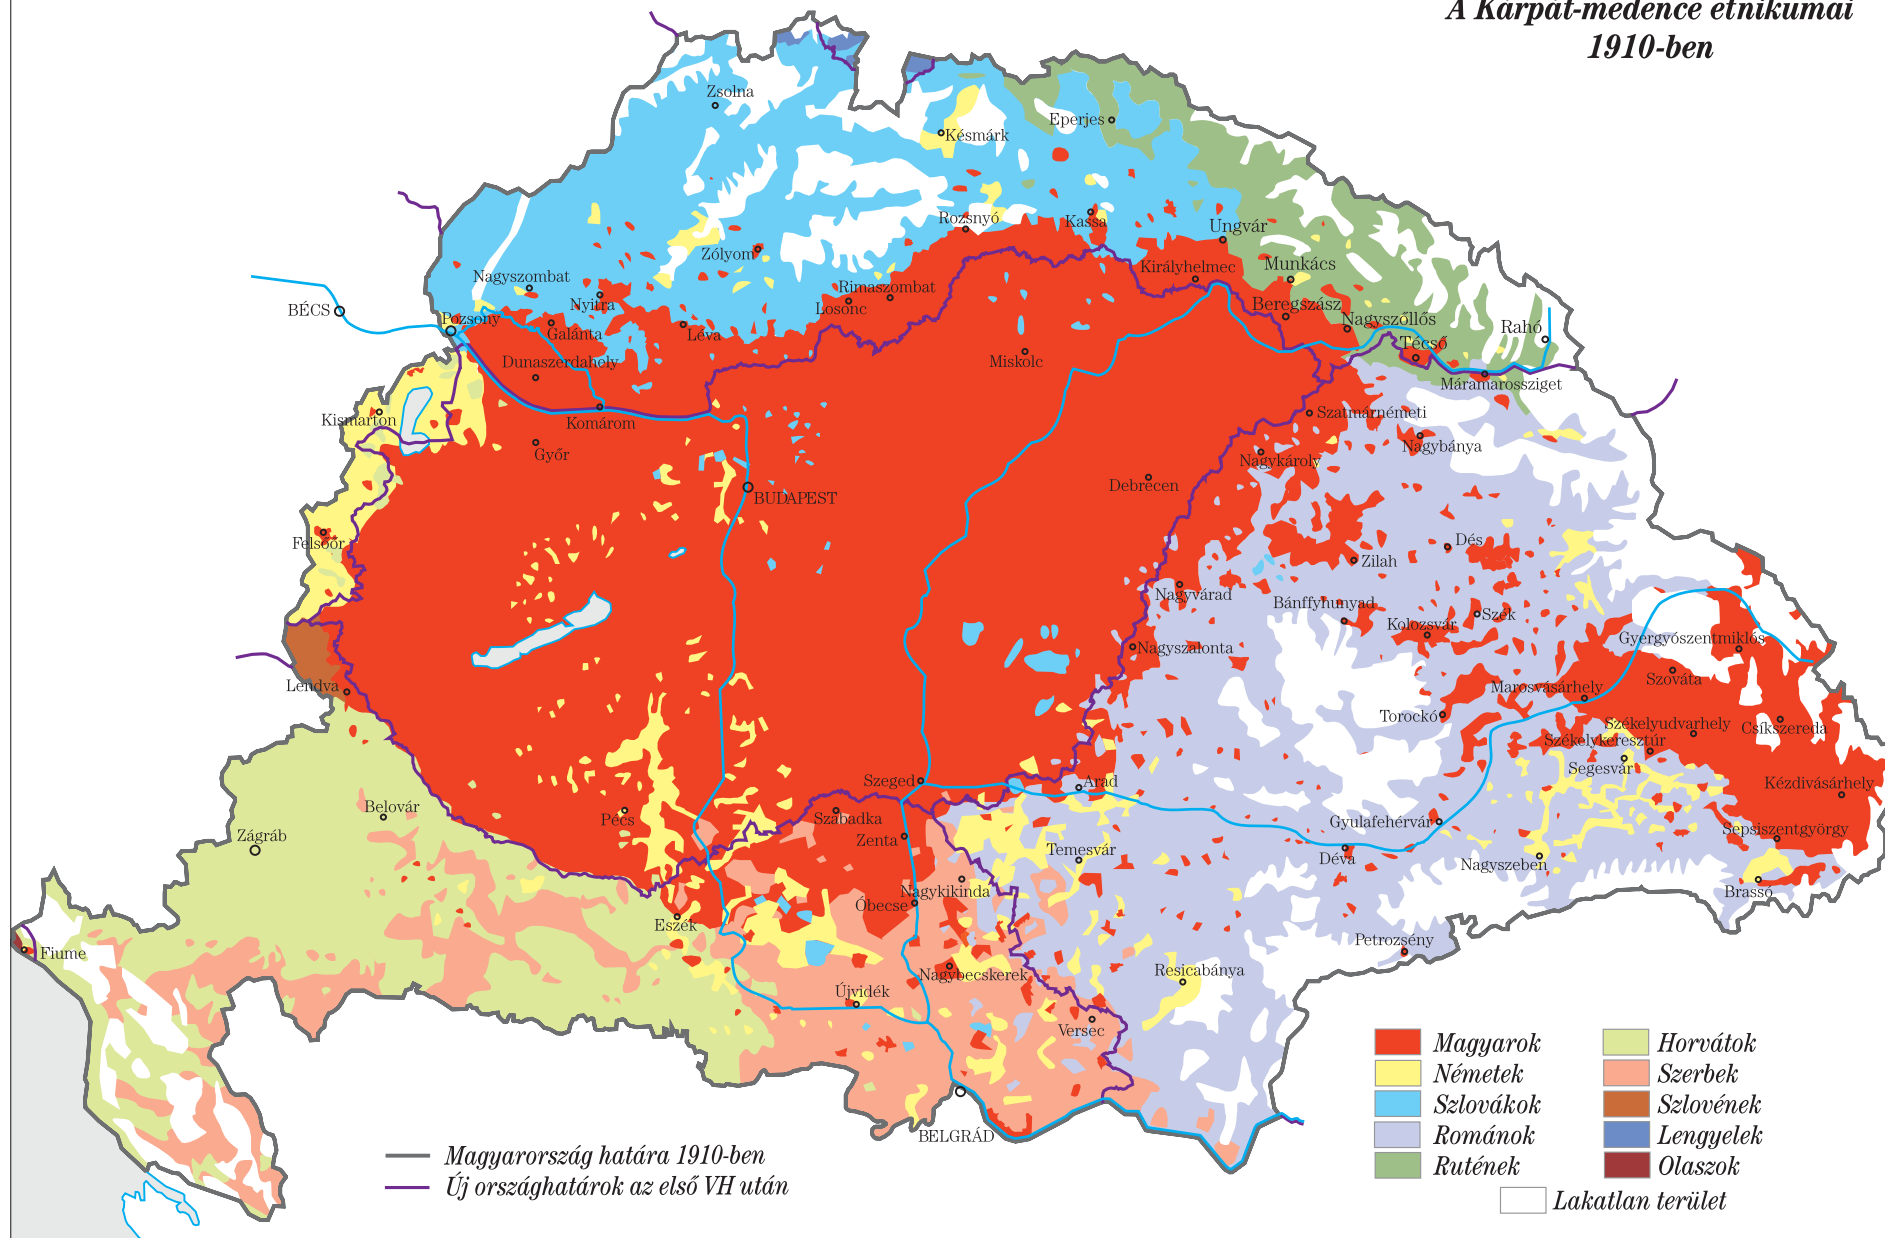 A Kárpát-medence etnikumai
1910-ben
Zsolna
Késmárk
Eperjes
Rozsnyó
Kassa
Ungvár
Zólyom
Munkács
Királyhelmec
Nagyszombat
Nyitra
Rimaszombat
Losonc
Beregszász
BÉCS
Pozsony
Galánta
Léva
Nagyszőllős
Rahó
Técső
Dunaszerdahely
Miskolc
Máramarossziget
Kismarton
Komárom
Szatmárnémeti
Győr
Nagykároly
Nagybánya
BUDAPEST
Debrecen
Felsőőr
Dés
Zilah
Nagyvárad
Bánffyhunyad
Szék
Kolozsvár
Gyergyószentmiklós
Nagyszalonta
Szováta
Lendva
Marosvásárhely
Torockó
Székelyudvarhely
Csíkszereda
Székelykeresztúr
Segesvár
Szeged
Arad
Kézdivásárhely
Belovár
Pécs
Szabadka
Gyulafehérvár
Sepsiszentgyörgy
Zágráb
Zenta
Temesvár
Déva
Nagyszeben
Nagykikinda
Brassó
Óbecse
Eszék
Petrozsény
Fiume
Nagybecskerek
Resicabánya
Újvidék
Versec
BELGRÁD
Magyarok
Németek
Szlovákok
Románok
Rutének
Horvátok
Szerbek
Szlovének
Lengyelek
Olaszok
Lakatlan terület
Magyarország határa 1910-ben
Új országhatárok az első VH után